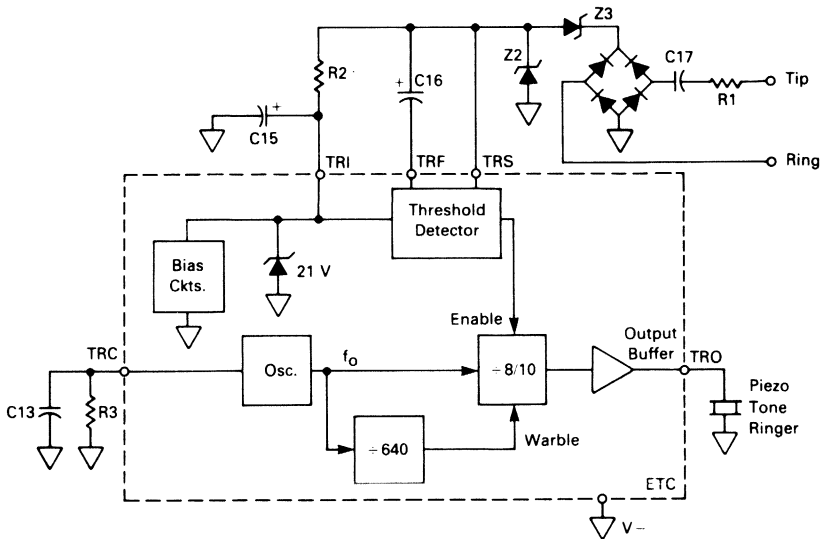 Z3
Z2
R2
+
C16
C17
R1
Tip
+
C15
TRI
TRF
TRS
Ring
Threshold
Detector
Bias
Ckts.
21 V
Enable
Output
Buffer
TRC
Osc.
fo
÷8/10
TRO
C13
R3
Piezo
Tone
Ringer
÷640
Warble
ETC
V−